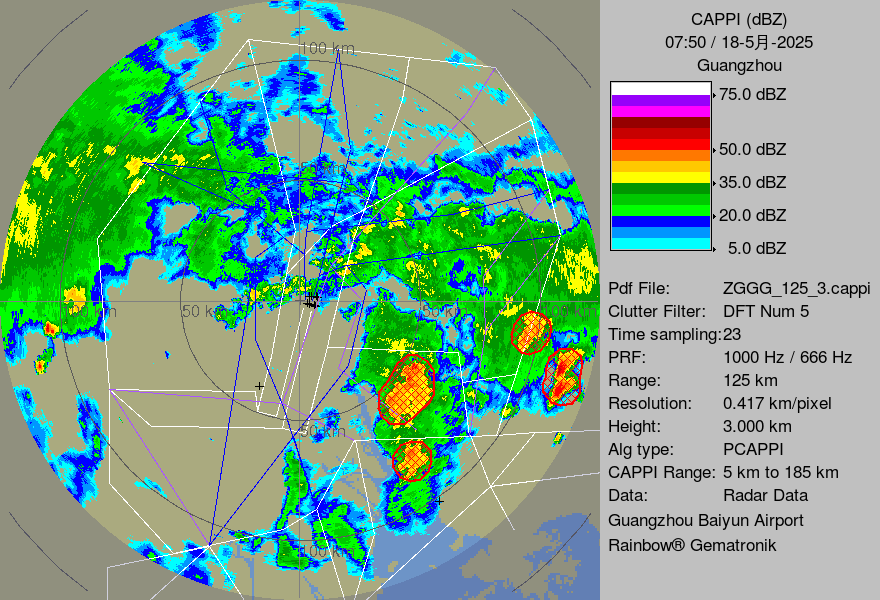 CAPPI (dBZ)
07:50 / 18-5月-2025
Guangzhou
75.0 dBZ
50.0 dBZ
35.0 dBZ
20.0 dBZ
5.0 dBZ
Pdf File: ZGGG_125_3.cappi
Clutter Filter: DFT Num 5
Time sampling:23
PRF: 1000 Hz / 666 Hz
Range: 125 km
Resolution: 0.417 km/pixel
Height: 3.000 km
Alg type: PCAPPI
CAPPI Range: 5 km to 185 km
Data: Radar Data
Guangzhou Baiyun Airport
Rainbow® Gematronik
100 km
50 km
50 km
50 km
100 km